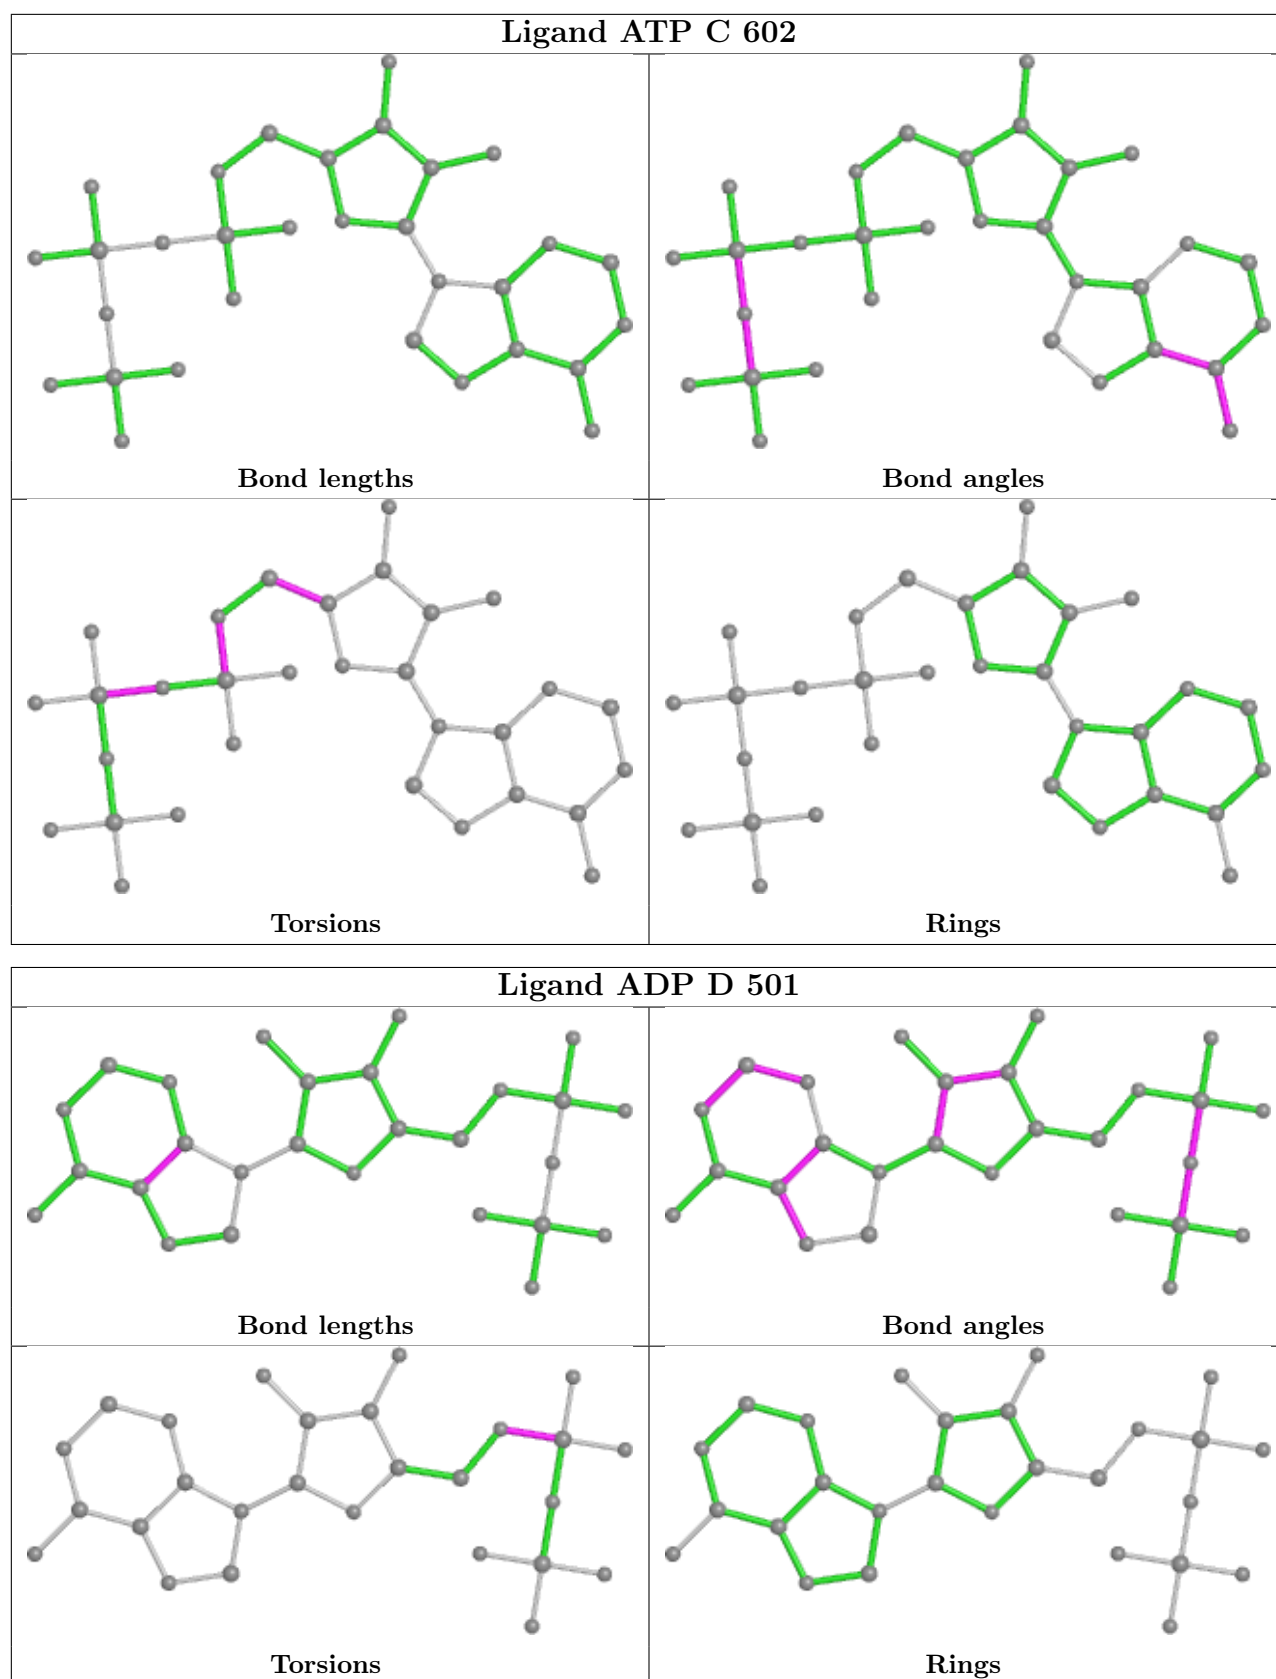 Ligand ATP C 602
Bond lengths
Bond angles
Torsions
Rings
Ligand ADP D 501
Bond lengths
Bond angles
Torsions
Rings